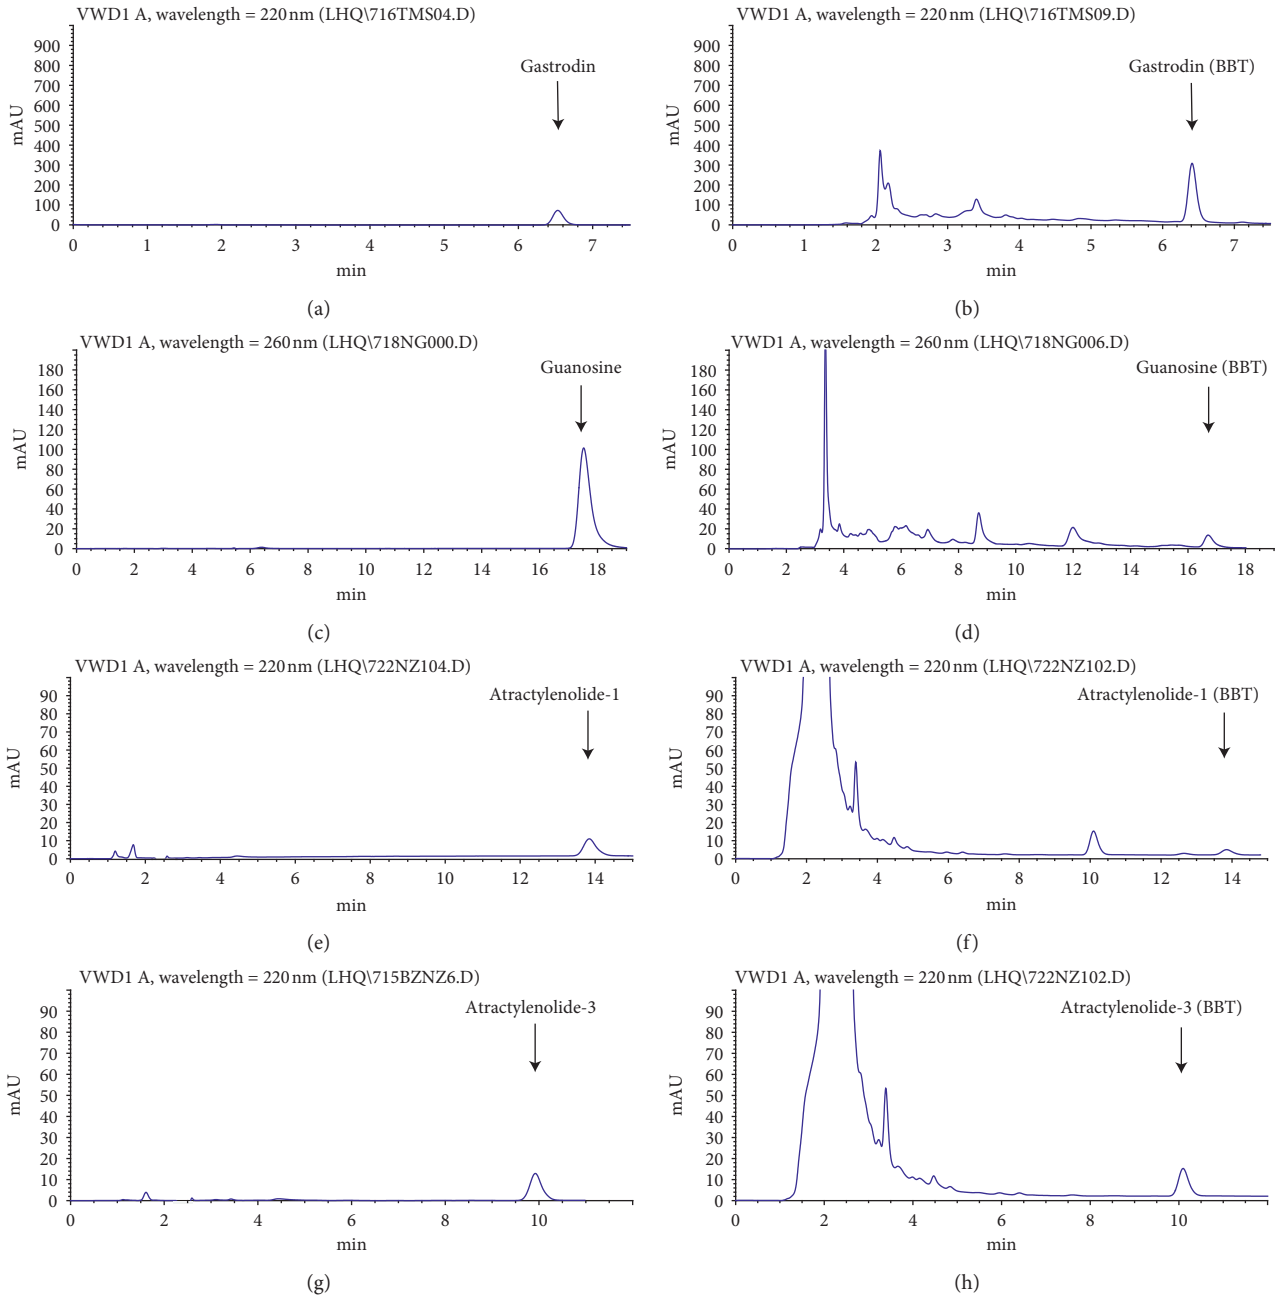 VWD1 A, wavelength = 220 nm (LHQ\716TMS04.D)
900
800
700
600
500
400
300
200
100
0
mAU
Gastrodin
0 1 2 3 4 5 6 7
min
(a)
VWD1 A, wavelength = 220 nm (LHQ\716TMS09.D)
900
800
700
600
500
400
300
200
100
0
mAU
Gastrodin (BBT)
0 1 2 3 4 5 6 7
min
(b)
VWD1 A, wavelength = 260 nm (LHQ\718NG000.D)
180
160
140
120
100
80
60
40
20
0
mAU
Guanosine
0 2 4 6 8 10 12 14 16 18
min
(c)
VWD1 A, wavelength = 260 nm (LHQ\718NG006.D)
180
160
140
120
100
80
60
40
20
0
mAU
Guanosine (BBT)
0 2 4 6 8 10 12 14 16 18
min
(d)
VWD1 A, wavelength = 220 nm (LHQ\722NZ104.D)
90
80
70
60
50
40
30
20
10
0
mAU
Atractylenolide-1
0 2 4 6 8 10 12 14
min
(e)
VWD1 A, wavelength = 220 nm (LHQ\722NZ102.D)
90
80
70
60
50
40
30
20
10
0
mAU
Atractylenolide-1 (BBT)
0 2 4 6 8 10 12 14
min
(f)
VWD1 A, wavelength = 220 nm (LHQ\715BZNZ6.D)
90
80
70
60
50
40
30
20
10
0
mAU
Atractylenolide-3
0 2 4 6 8 10
min
(g)
VWD1 A, wavelength = 220 nm (LHQ\722NZ102.D)
90
80
70
60
50
40
30
20
10
0
mAU
Atractylenolide-3 (BBT)
0 2 4 6 8 10
min
(h)